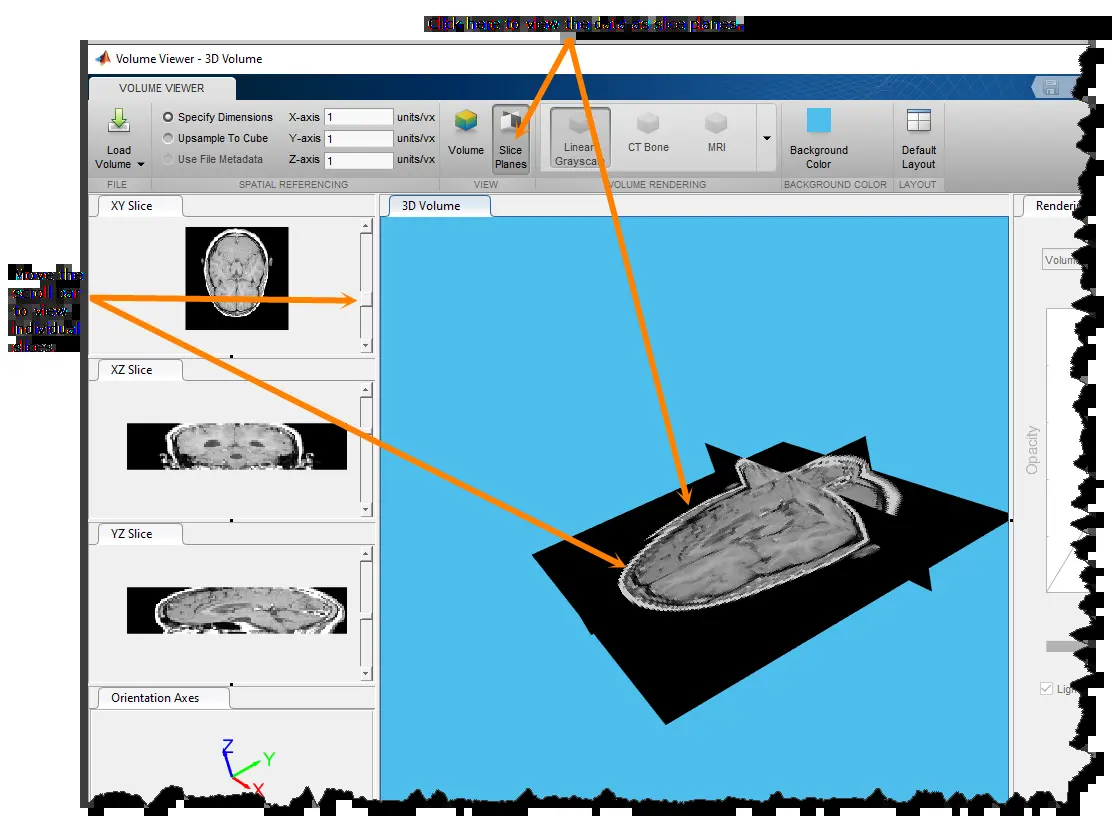 Click here to view the data as slice planes.
Volume Viewer - 3D Volume
VOLUME VIEWER
Load
Volume
FILE
Specify Dimensions
Upsample To Cube
Use File Metadata
X-axis 1 units/vx
Y-axis 1 units/vx
Z-axis 1 units/vx
SPATIAL REFERENCING
Volume
Slice
Planes
VIEW
Linear
Grayscale
CT Bone
MRI
VOLUME RENDERING
Background
Color
BACKGROUND COLOR
Default
Layout
LAYOUT
XY Slice
3D Volume
Move the
scroll bar
to view
individual
slices
XZ Slice
YZ Slice
Orientation Axes
Z
Y
X
Opacity